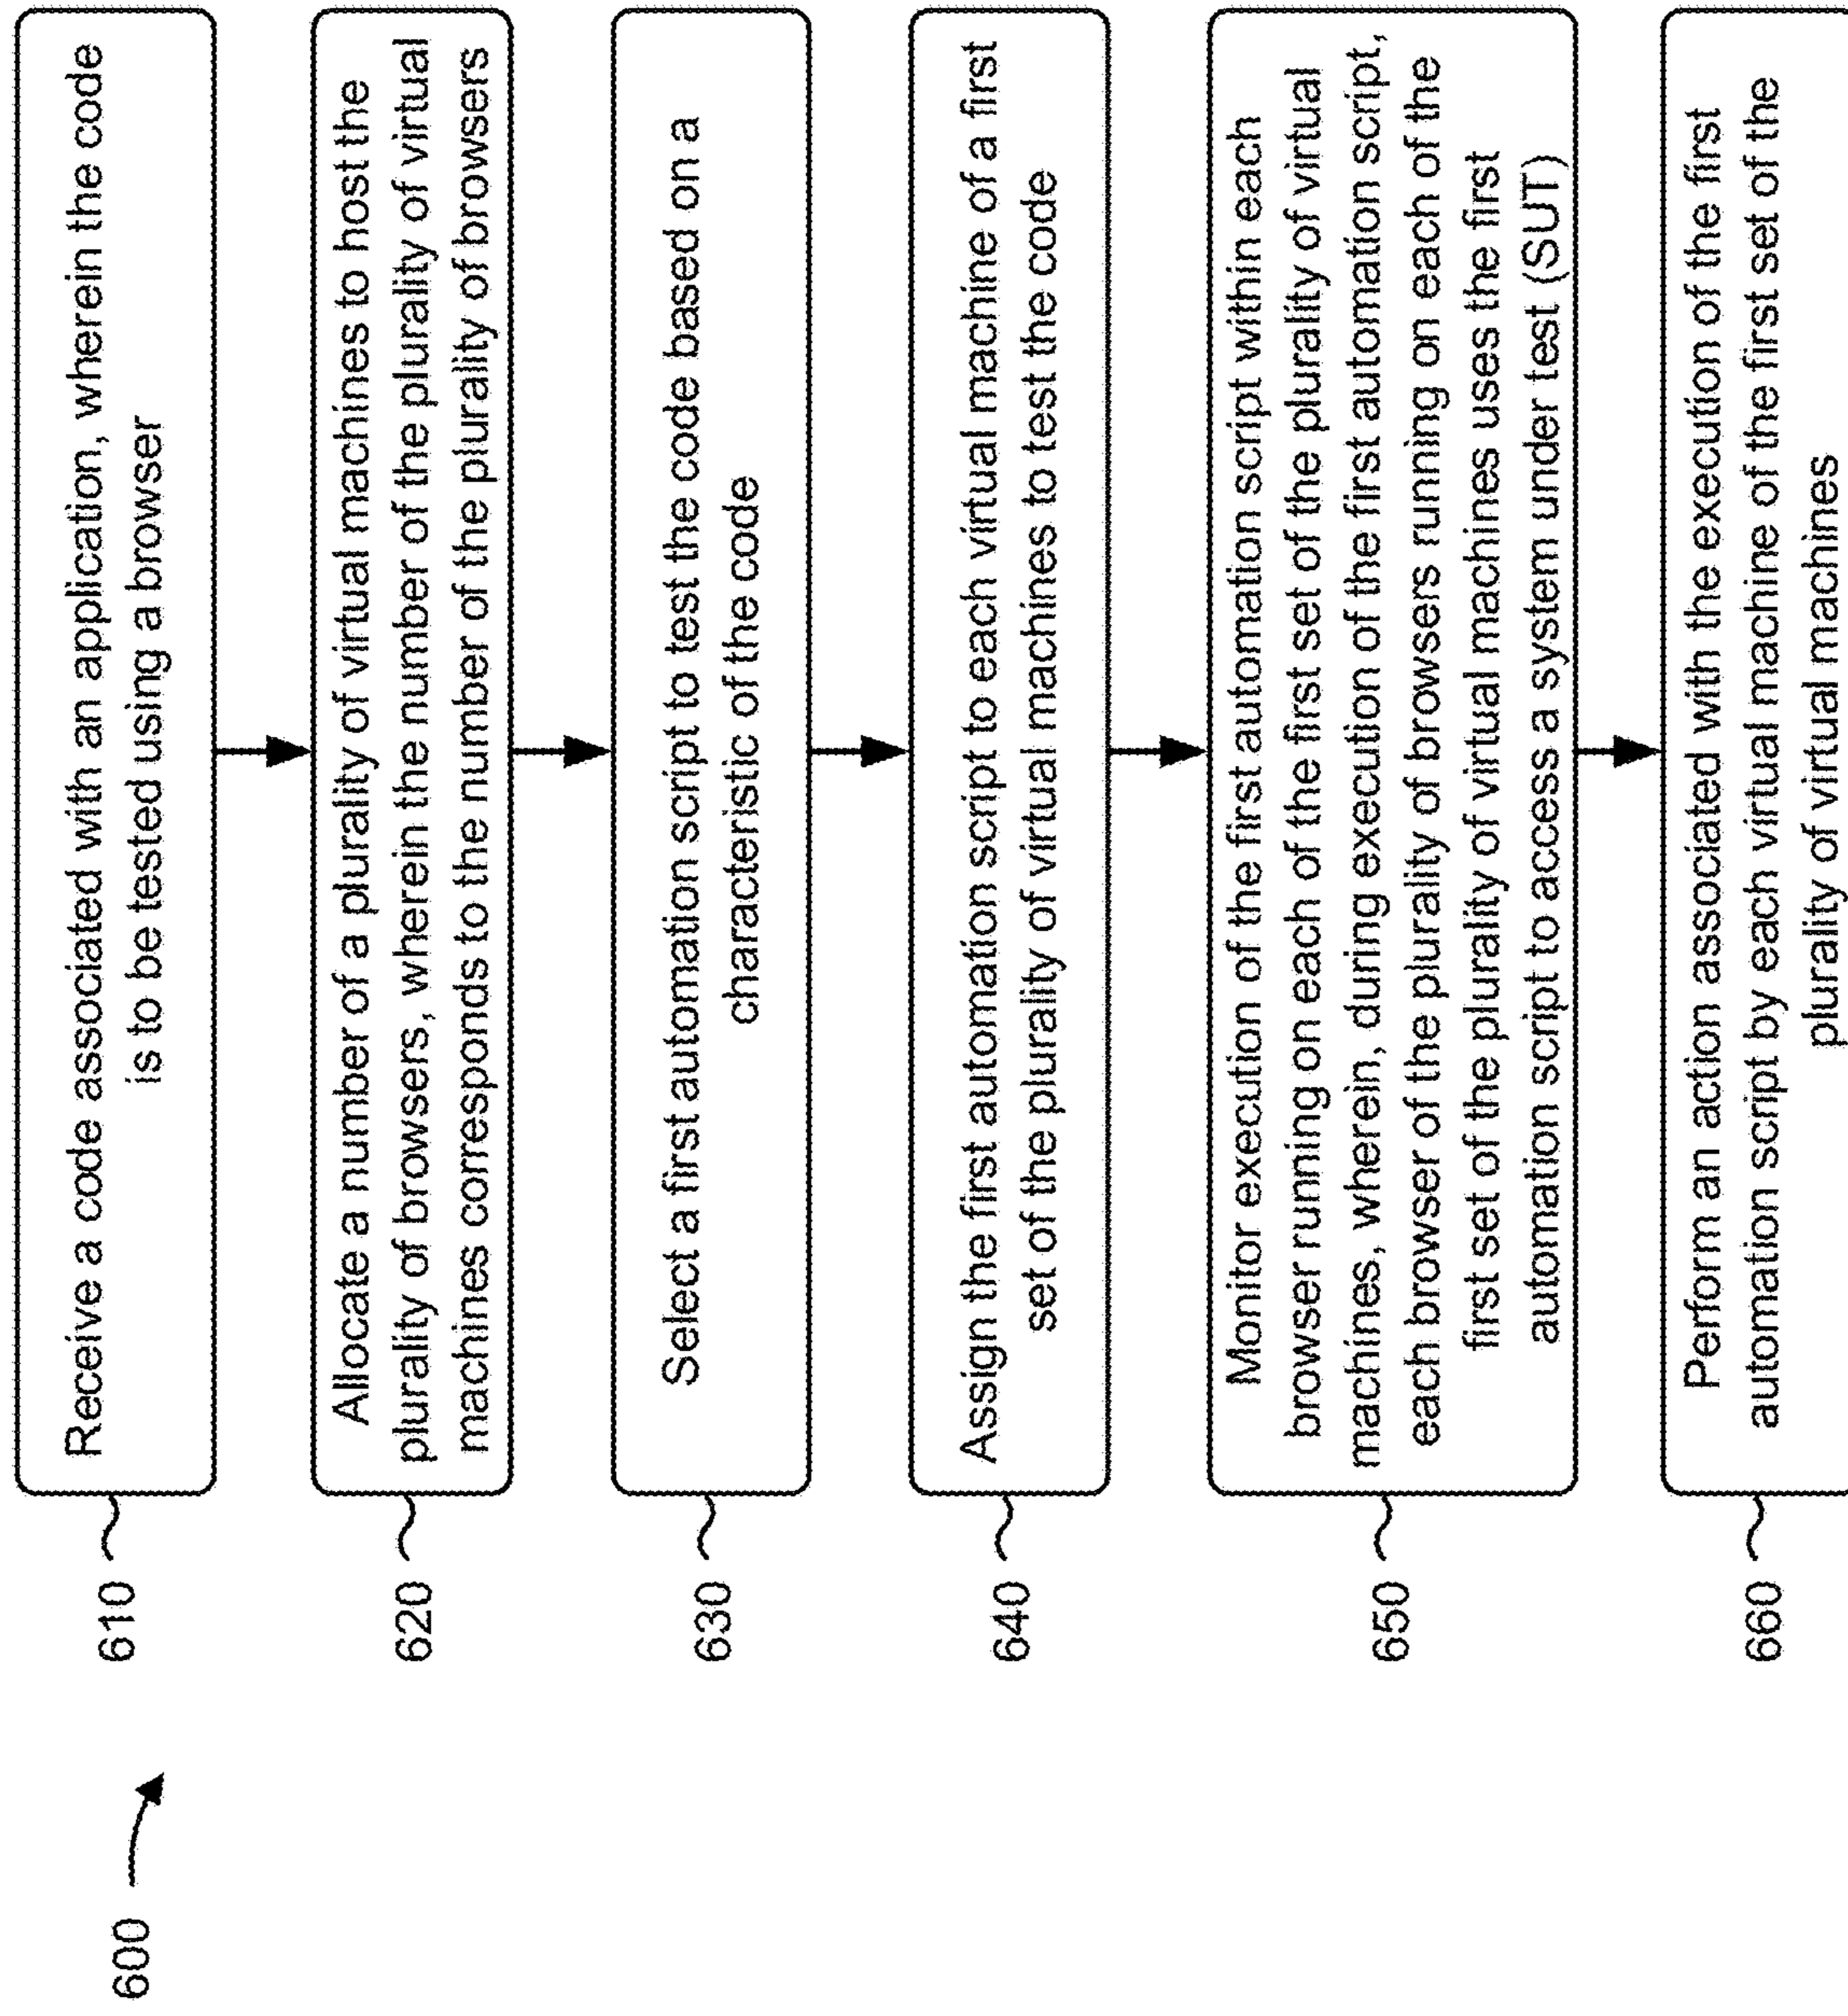 600
610
Receive a code associated with an application, wherein the code
is to be tested using a browser
620
Allocate a number of a plurality of virtual machines to host the
plurality of browsers, wherein the number of the plurality of virtual
machines corresponds to the number of the plurality of browsers
630
Select a first automation script to test the code based on a
characteristic of the code
640
Assign the first automation script to each virtual machine of a first
set of the plurality of virtual machines to test the code
650
Monitor execution of the first automation script within each
browser running on each of the first set of the plurality of virtual
machines, wherein, during execution of the first automation script,
each browser of the plurality of browsers running on each of the
first set of the plurality of virtual machines uses the first
automation script to access a system under test (SUT)
660
Perform an action associated with the execution of the first
automation script by each virtual machine of the first set of the
plurality of virtual machines